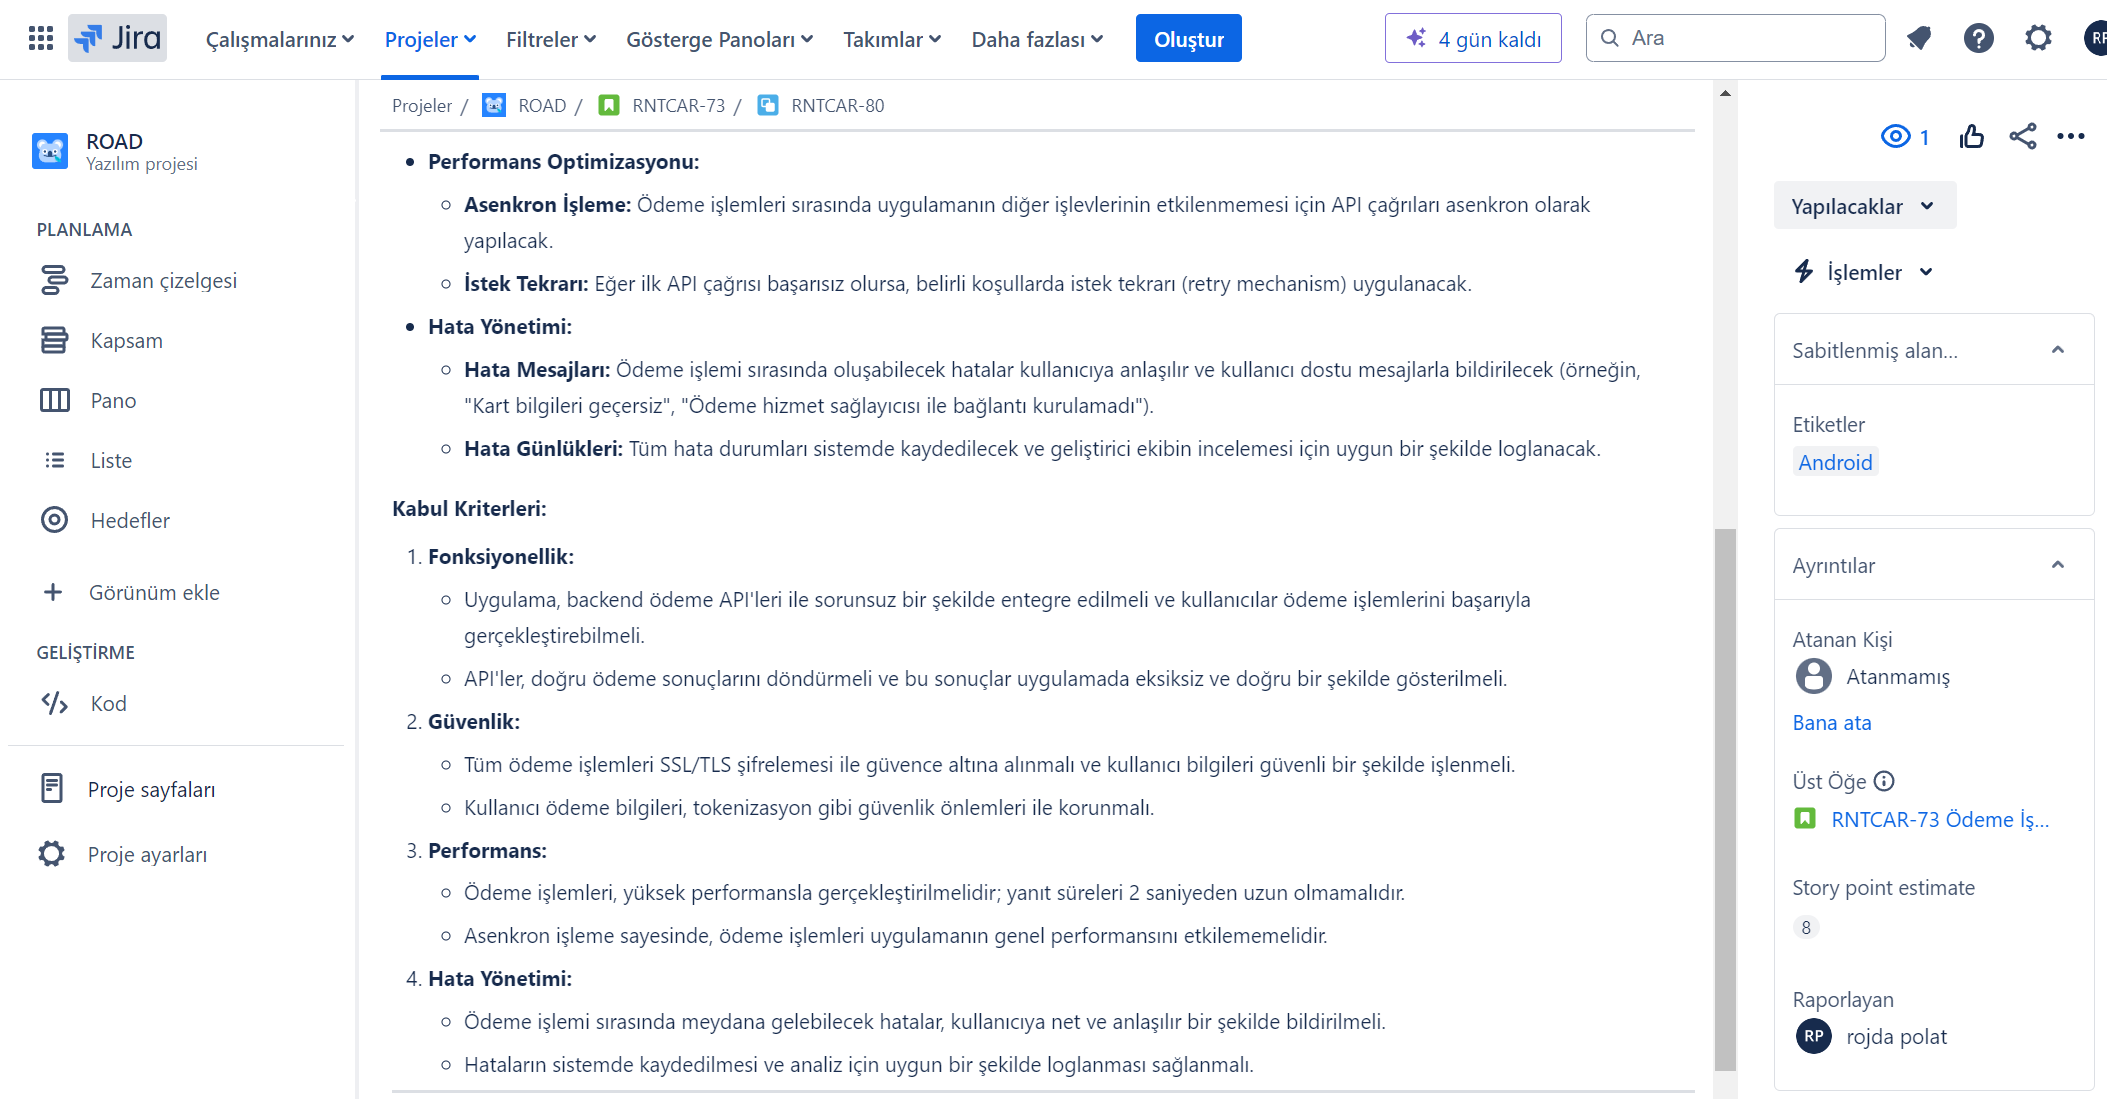 Jira
Çalışmalarınız
Projeler
Filtreler
Gösterge Panoları
Takımlar
Daha fazlası
Oluştur
4 gün kaldı
Ara
RP
ROAD
Yazılım projesi
PLANLAMA
Zaman çizelgesi
Kapsam
Pano
Liste
Hedefler
Görünüm ekle
GELİŞTİRME
Kod
Proje sayfaları
Proje ayarları
Projeler / ROAD / RNTCAR-73 / RNTCAR-80
• Performans Optimizasyonu:
◦ Asenkron İşleme: Ödeme işlemleri sırasında uygulamanın diğer işlevlerinin etkilenmemesi için API çağrıları asenkron olarak
yapılacak.
◦ İstek Tekrarı: Eğer ilk API çağrısı başarısız olursa, belirli koşullarda istek tekrarı (retry mechanism) uygulanacak.
• Hata Yönetimi:
◦ Hata Mesajları: Ödeme işlemi sırasında oluşabilecek hatalar kullanıcıya anlaşılır ve kullanıcı dostu mesajlarla bildirilecek (örneğin,
"Kart bilgileri geçersiz", "Ödeme hizmet sağlayıcısı ile bağlantı kurulamadı").
◦ Hata Günlükleri: Tüm hata durumları sistemde kaydedilecek ve geliştirici ekibin incelemesi için uygun bir şekilde loglanacak.
Kabul Kriterleri:
1. Fonksiyonellik:
◦ Uygulama, backend ödeme API'leri ile sorunsuz bir şekilde entegre edilmeli ve kullanıcılar ödeme işlemlerini başarıyla
gerçekleştirebilmeli.
◦ API'ler, doğru ödeme sonuçlarını döndürmeli ve bu sonuçlar uygulamada eksiksiz ve doğru bir şekilde gösterilmeli.
2. Güvenlik:
◦ Tüm ödeme işlemleri SSL/TLS şifrelemesi ile güvence altına alınmalı ve kullanıcı bilgileri güvenli bir şekilde işlenmeli.
◦ Kullanıcı ödeme bilgileri, tokenizasyon gibi güvenlik önlemleri ile korunmalı.
3. Performans:
◦ Ödeme işlemleri, yüksek performansla gerçekleştirilmelidir; yanıt süreleri 2 saniyeden uzun olmamalıdır.
◦ Asenkron işleme sayesinde, ödeme işlemleri uygulamanın genel performansını etkilememelidir.
4. Hata Yönetimi:
◦ Ödeme işlemi sırasında meydana gelebilecek hatalar, kullanıcıya net ve anlaşılır bir şekilde bildirilmeli.
◦ Hataların sistemde kaydedilmesi ve analiz için uygun bir şekilde loglanması sağlanmalı.
1
Yapılacaklar
İşlemler
Sabitlenmiş alan...
Etiketler
Android
Ayrıntılar
Atanan Kişi
Atanmamış
Bana ata
Üst Öğe
RNTCAR-73 Ödeme İş...
Story point estimate
8
Raporlayan
RP rojda polat